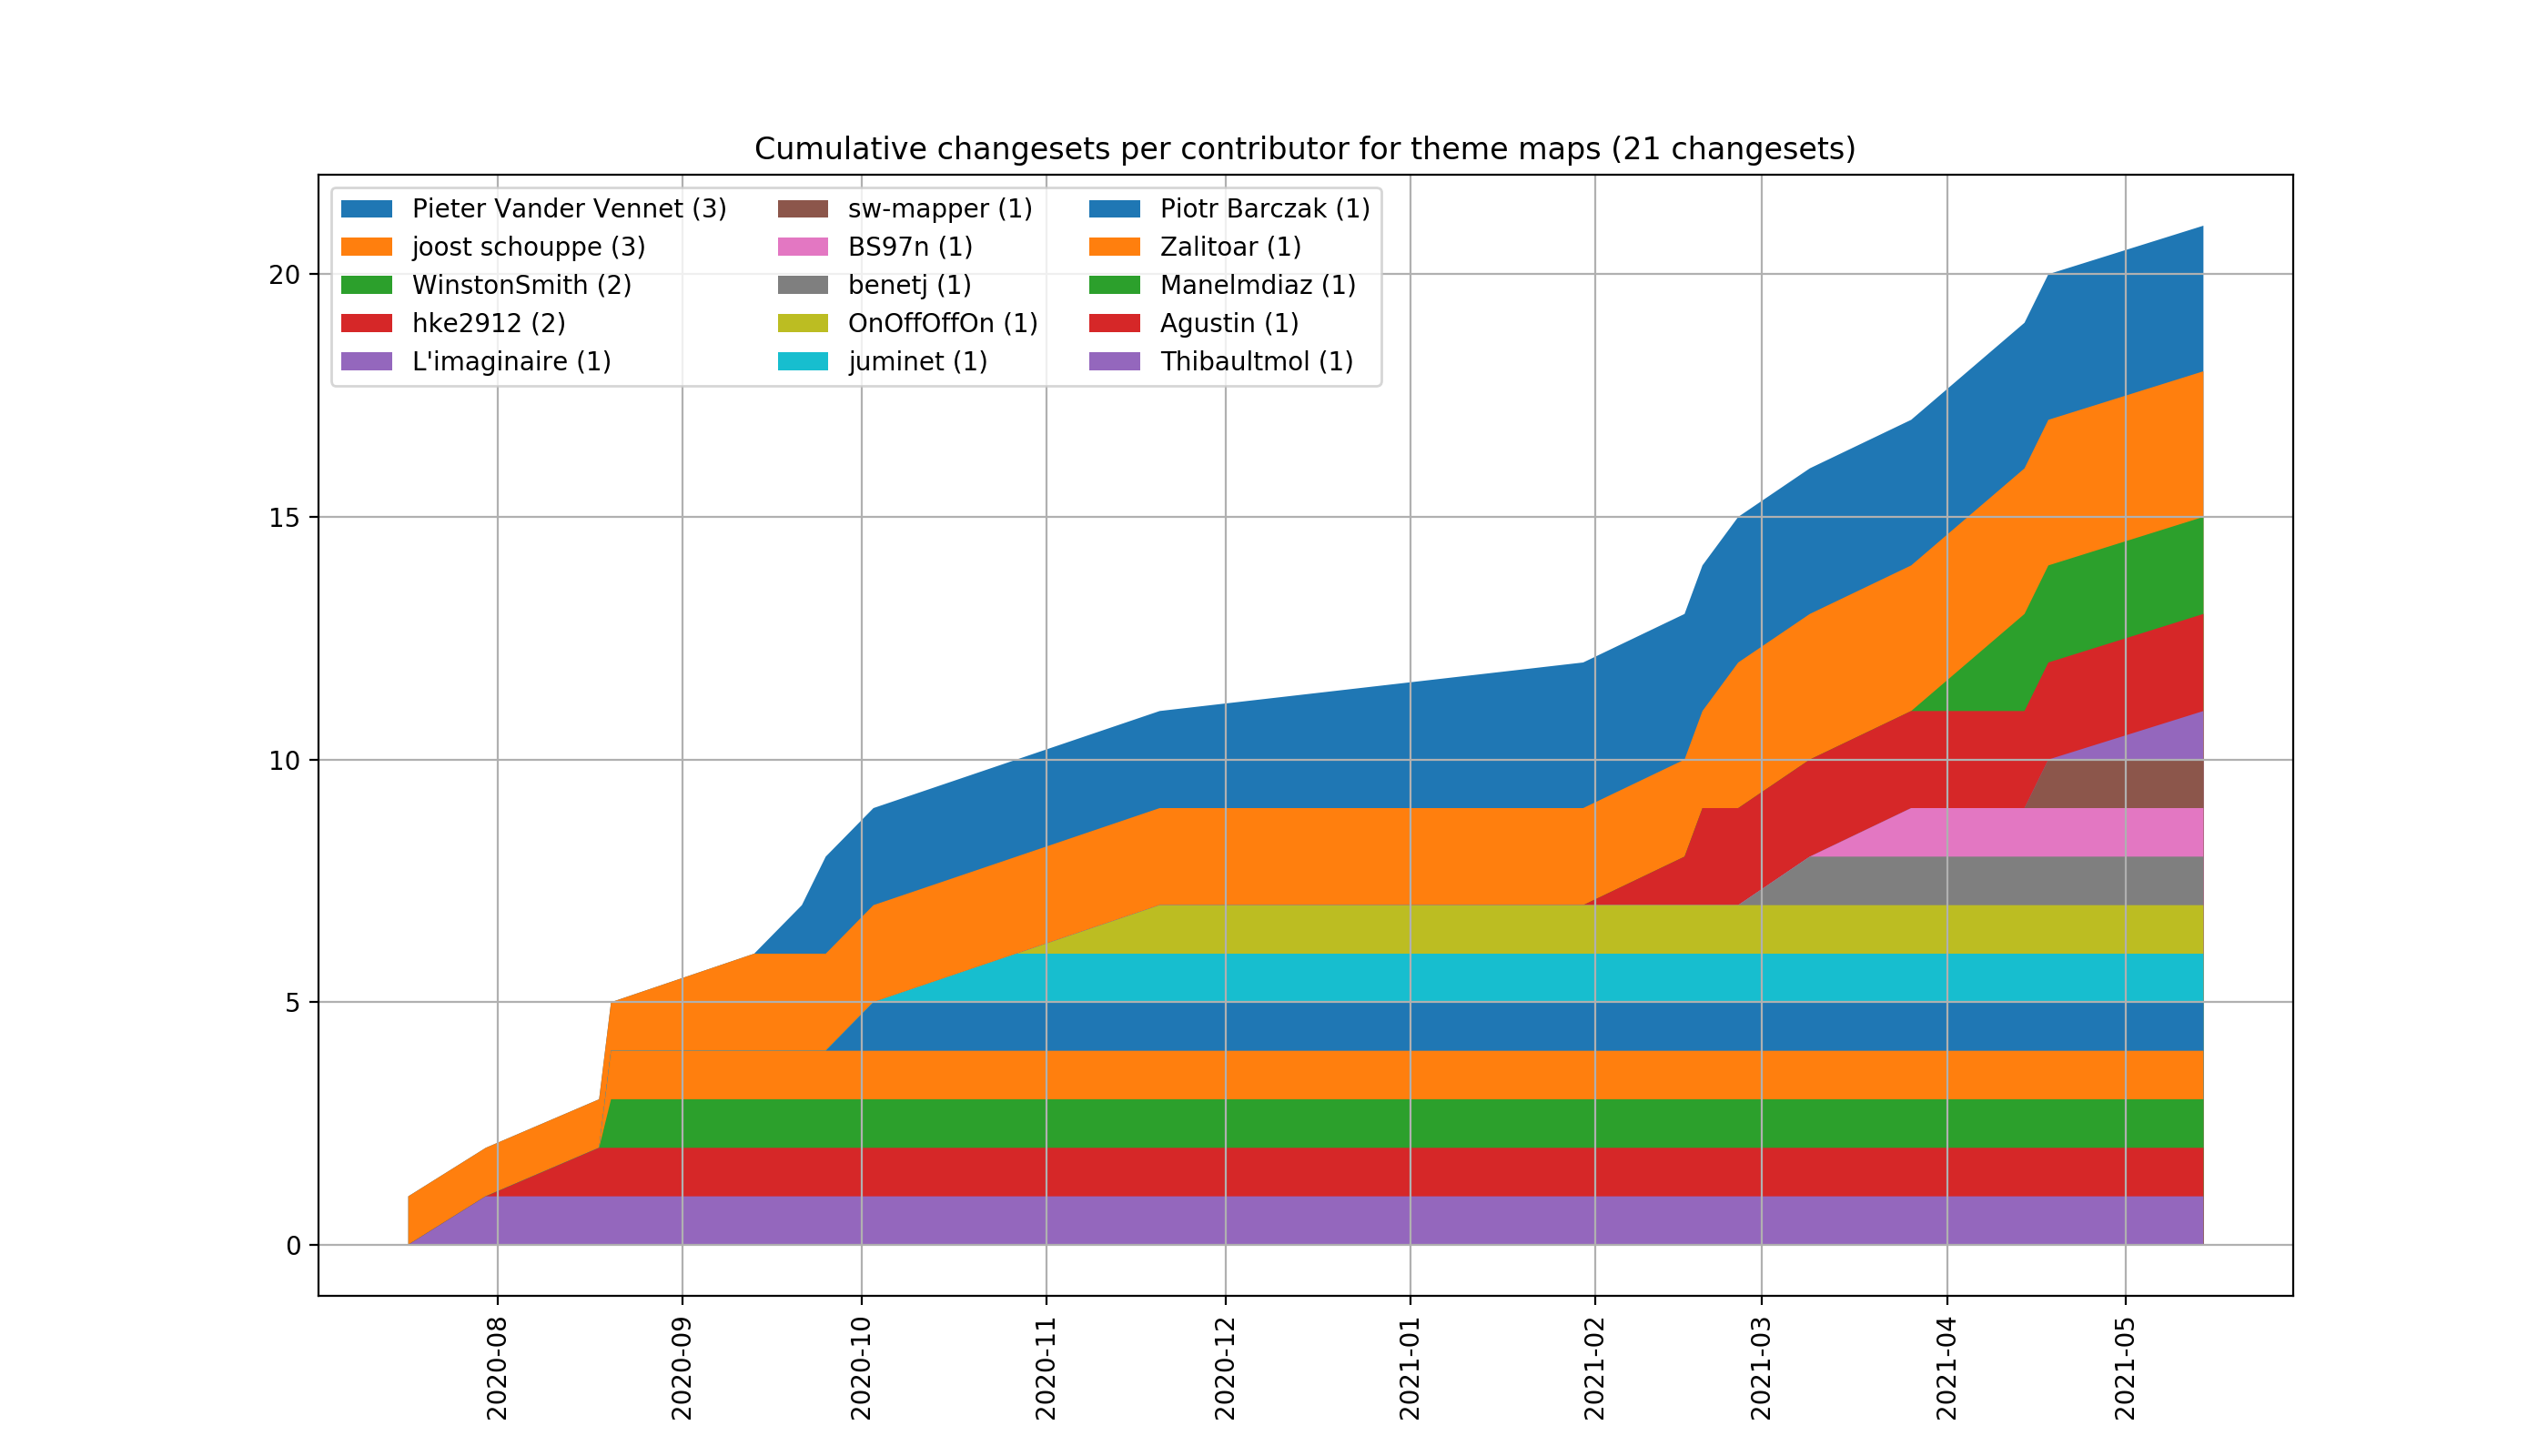 Cumulative changesets per contributor for theme maps (21 changesets)
Pieter Vander Vennet (3)
joost schouppe (3)
WinstonSmith (2)
hke2912 (2)
L'imaginaire (1)
sw-mapper (1)
BS97n (1)
benetj (1)
OnOffOffOn (1)
juminet (1)
Piotr Barczak (1)
Zalitoar (1)
Manelmdiaz (1)
Agustin (1)
Thibaultmol (1)
20
15
10
5
0
2020-08
2020-09
2020-10
2020-11
2020-12
2021-01
2021-02
2021-03
2021-04
2021-05